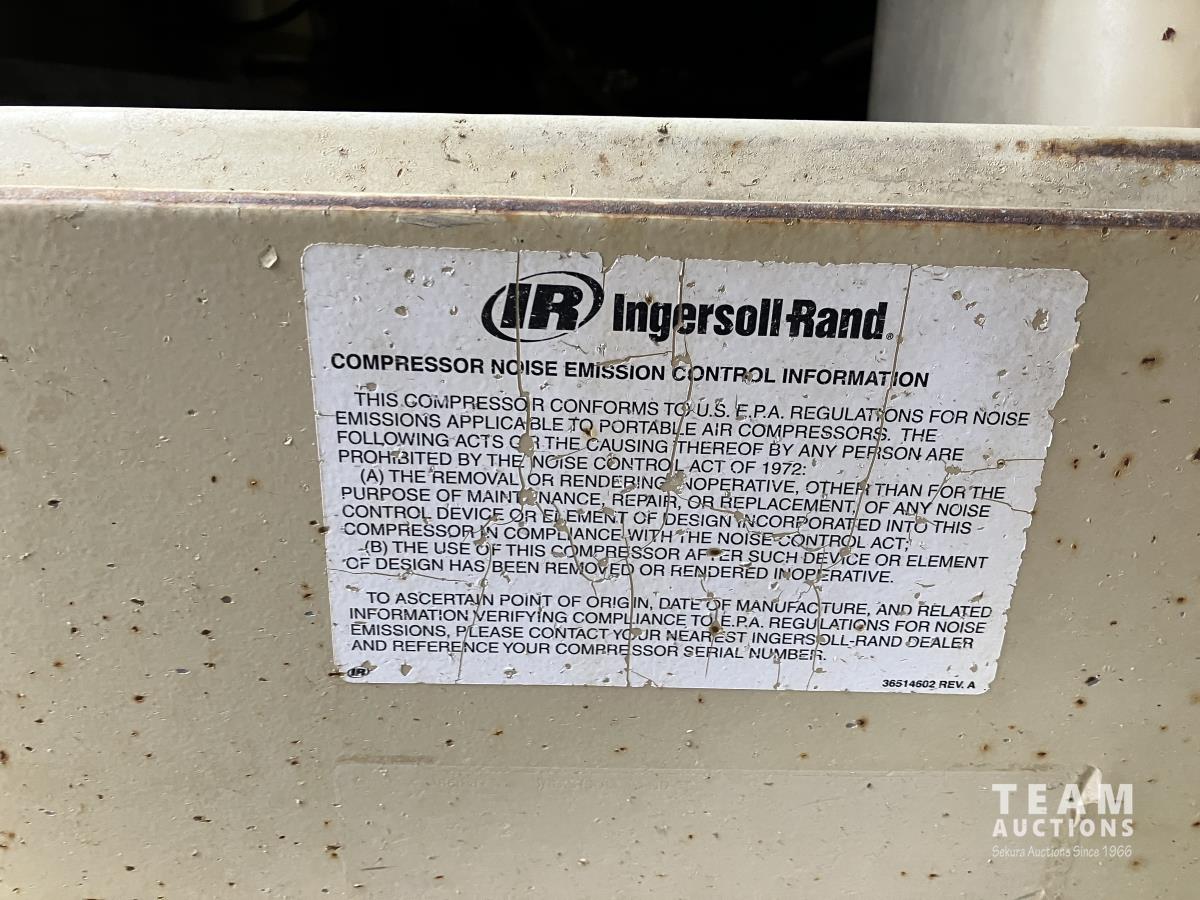 IR Ingersoll-Rand®
COMPRESSOR NOISE EMISSION CONTROL INFORMATION
THIS COMPRESSOR CONFORMS TO U.S. E.P.A. REGULATIONS FOR NOISE
EMISSIONS APPLICABLE TO PORTABLE AIR COMPRESSORS. THE
FOLLOWING ACTS OR THE CAUSING THEREOF BY ANY PERSON ARE
PROHIBITED BY THE NOISE CONTROL ACT OF 1972:
(A) THE REMOVAL OR RENDERING INOPERATIVE, OTHER THAN FOR THE
PURPOSE OF MAINTENANCE, REPAIR, OR REPLACEMENT, OF ANY NOISE
CONTROL DEVICE OR ELEMENT OF DESIGN INCORPORATED INTO THIS
COMPRESSOR IN COMPLIANCE WITH THE NOISE CONTROL ACT;
(B) THE USE OF THIS COMPRESSOR AFTER SUCH DEVICE OR ELEMENT
OF DESIGN HAS BEEN REMOVED OR RENDERED INOPERATIVE.
TO ASCERTAIN POINT OF ORIGIN, DATE OF MANUFACTURE, AND RELATED
INFORMATION VERIFYING COMPLIANCE TO E.P.A. REGULATIONS FOR NOISE
EMISSIONS, PLEASE CONTACT YOUR NEAREST INGERSOLL-RAND DEALER
AND REFERENCE YOUR COMPRESSOR SERIAL NUMBER.
IR 36514602 REV. A
TEAM
AUCTIONS
Sekura Auctions Since 1966